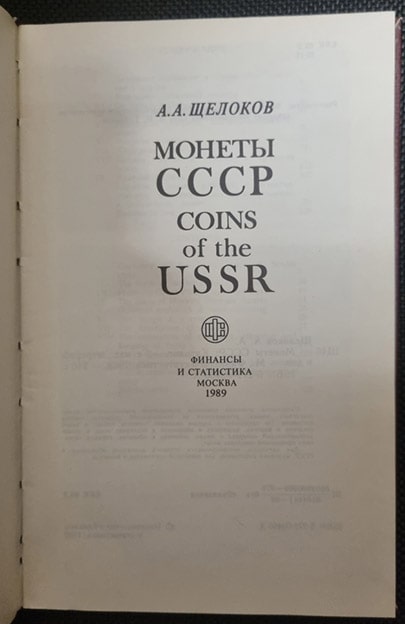 А. А. ЩЕЛОКОВ
МОНЕТЫ
СССР
COINS
of the
USSR
ФИНАНСЫ
И СТАТИСТИКА
МОСКВА
1989